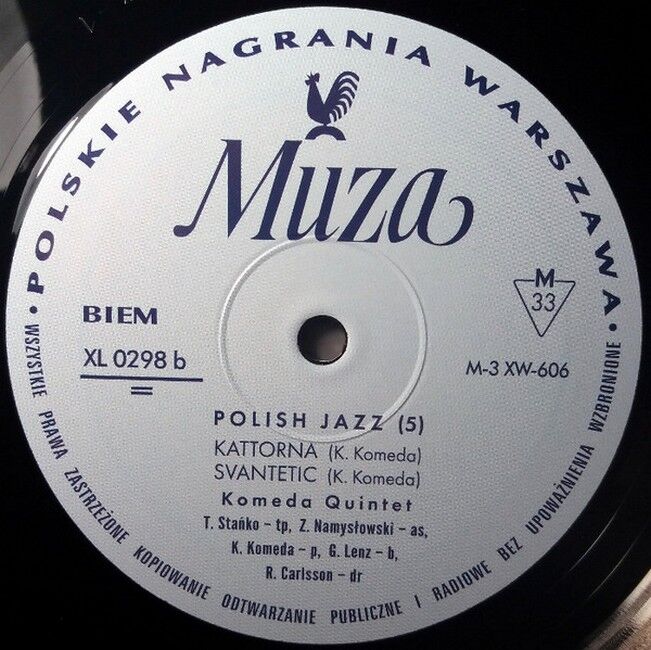 • POLSKIE NAGRANIA WARSZAWA •
Muza
BIEM
XL 0298 b
M
33
M-3 XW-606
POLISH JAZZ (5)
KATTORNA (K. Komeda)
SVANTETIC (K. Komeda)
Komeda Quintet
T. Stańko – tp, Z. Namysłowski – as,
K. Komeda – p, G. Lenz – b,
R. Carlsson – dr
WSZYSTKIE PRAWA ZASTRZEŻONE KOPIOWANIE ODTWARZANIE PUBLICZNE I RADIOWE BEZ UPOWAŻNIENIA WZBRONIONE